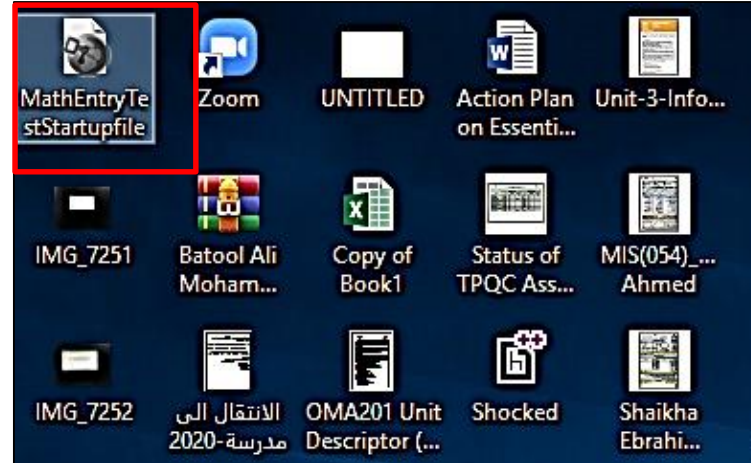 MathEntryTe
stStartupfile
Zoom
UNTITLED
Action Plan
on Essenti...
Unit-3-Info...
IMG_7251
Batool Ali
Moham...
Copy of
Book1
Status of
TPQC Ass...
MIS(054)_...
Ahmed
IMG_7252
الانتقال الى
مدرسة-2020
OMA201 Unit
Descriptor (...
Shocked
Shaikha
Ebrahi...